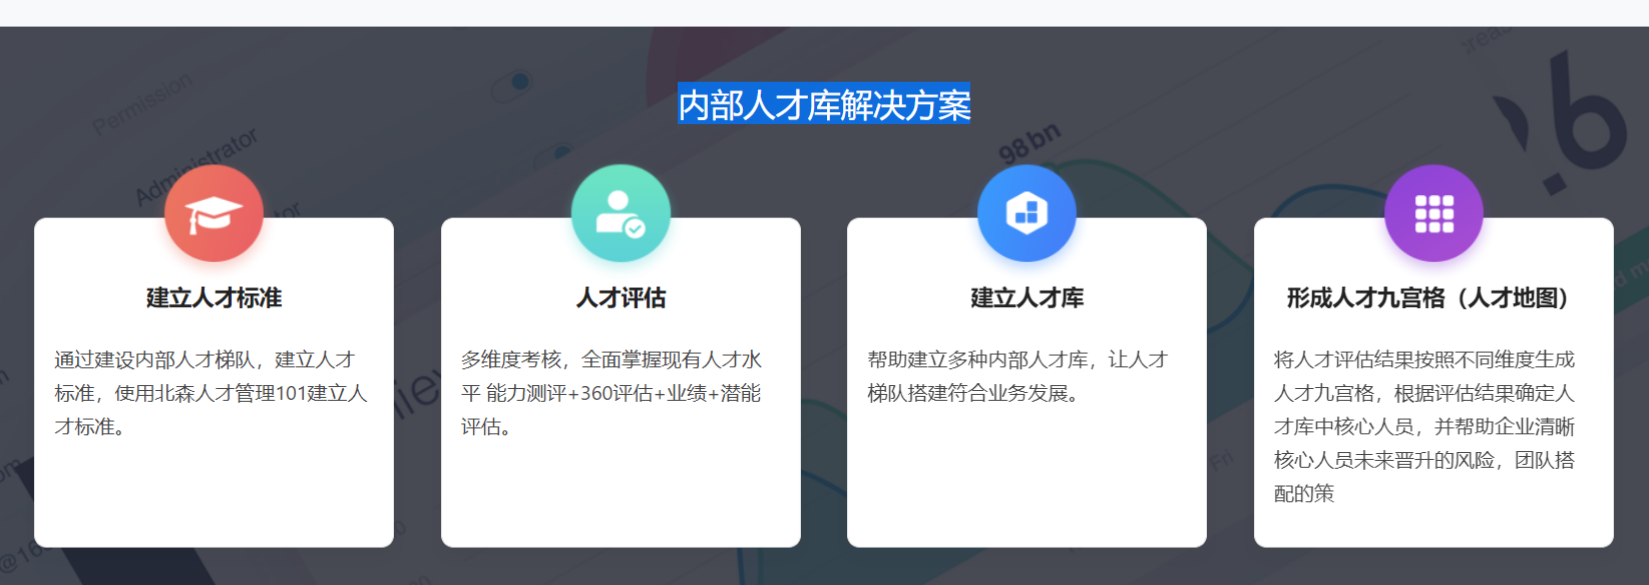 Permission
Administrator
98bn
内部人才库解决方案
建立人才标准
通过建设内部人才梯队，建立人才
标准，使用北森人才管理101建立人
才标准。
人才评估
多维度考核，全面掌握现有人才水
平 能力测评+360评估+业绩+潜能
评估。
建立人才库
帮助建立多种内部人才库，让人才
梯队搭建符合业务发展。
形成人才九宫格（人才地图）
将人才评估结果按照不同维度生成
人才九宫格，根据评估结果确定人
才库中核心人员，并帮助企业清晰
核心人员未来晋升的风险，团队搭
配的策
Fri